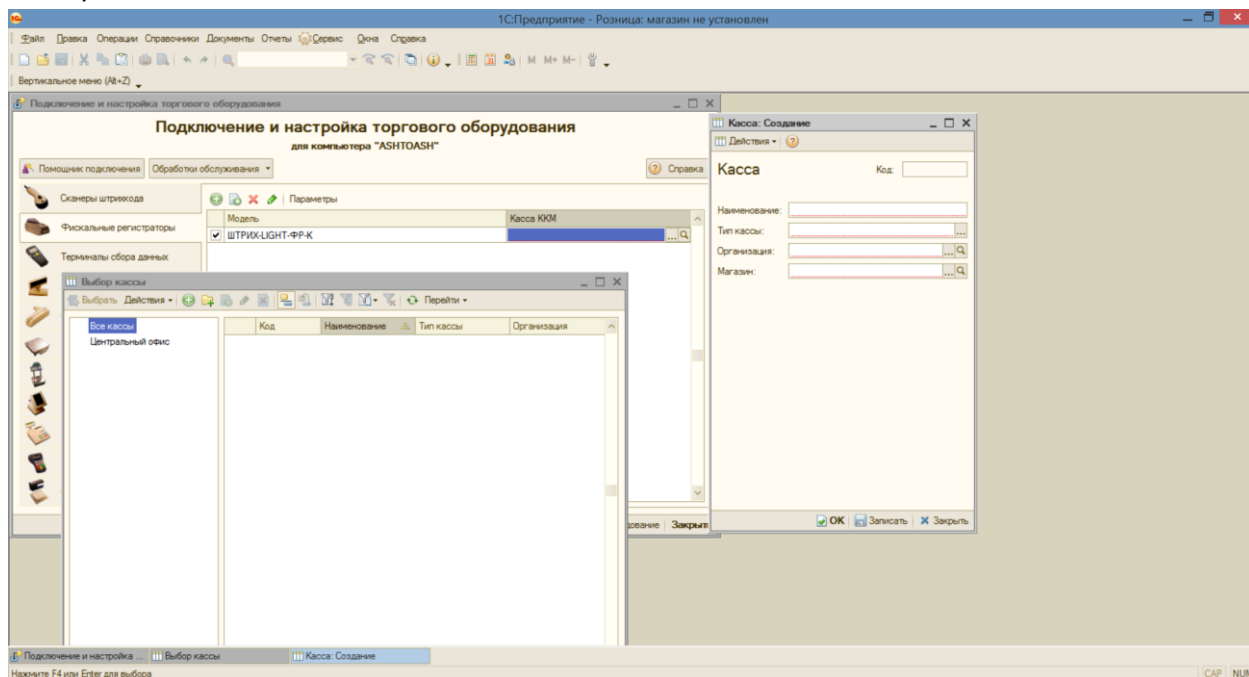 1С:Предприятие - Розница: магазин не установлен
Файл Правка Операции Справочники Документы Отчеты Сервис Окна Справка
M M+ M-
Вертикальное меню (Alt+Z)
Подключение и настройка торгового оборудования
Подключение и настройка торгового оборудования
для компьютера "ASHTOASH"
Помощник подключения Обработки обслуживания Справка
Сканеры штрихкода
Фискальные регистраторы
Терминалы сбора данных
Параметры
Модель Касса ККМ
ШТРИХ-LIGHT-ФР-К
...
Закрыт
Выбор кассы
Выбрать Действия Перейти
Все кассы
Центральный офис
Код Наименование Тип кассы Организация
Касса: Создание
Действия
Касса Код:
Наименование:
Тип кассы: ...
Организация: ...
Магазин: ...
OK Записать Закрыть
Подключение и настройка ... Выбор кассы Касса: Создание
Нажмите F4 или Enter для выбора CAP NUM